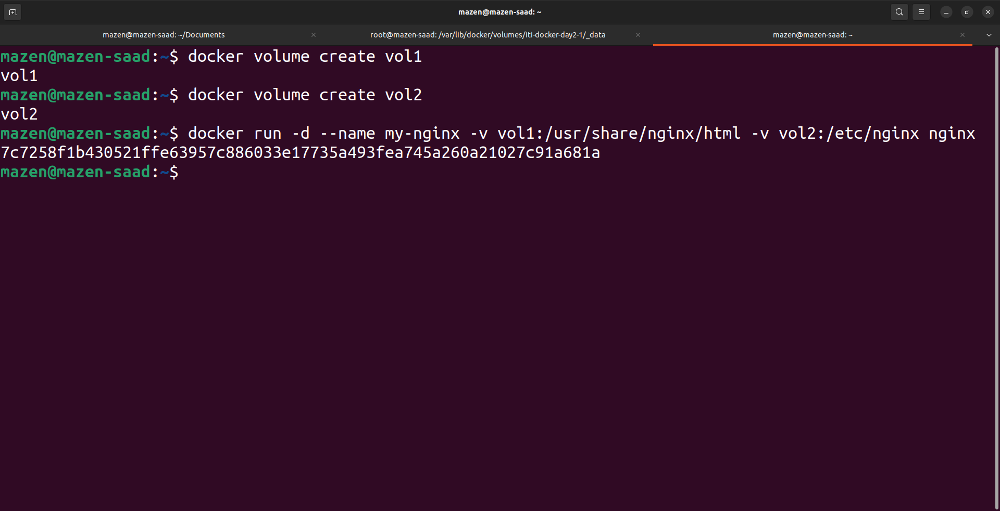 mazen@mazen-saad: ~
mazen@mazen-saad: ~/Documents
root@mazen-saad: /var/lib/docker/volumes/iti-docker-day2-1/_data
mazen@mazen-saad: ~
mazen@mazen-saad:~$ docker volume create vol1
vol1
mazen@mazen-saad:~$ docker volume create vol2
vol2
mazen@mazen-saad:~$ docker run -d --name my-nginx -v vol1:/usr/share/nginx/html -v vol2:/etc/nginx nginx
7c7258f1b430521ffe63957c886033e17735a493fea745a260a21027c91a681a
mazen@mazen-saad:~$